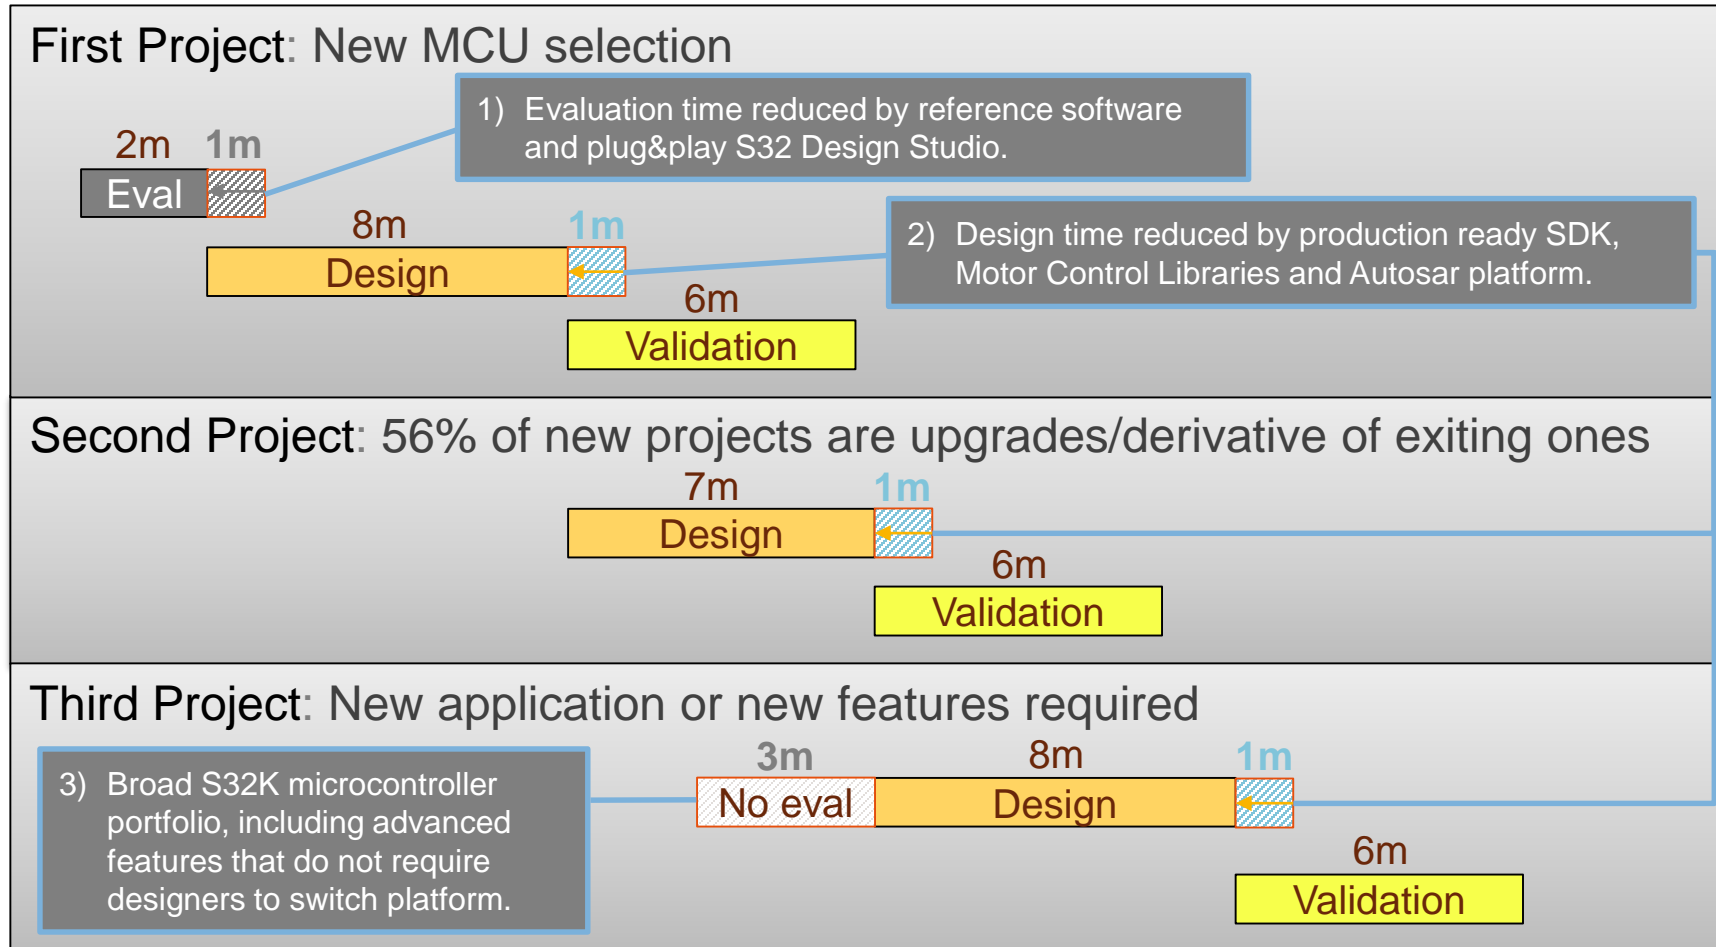 First Project: New MCU selection
1) Evaluation time reduced by reference software
and plug&play S32 Design Studio.
2m 1m
Eval
8m 1m
Design
2) Design time reduced by production ready SDK,
Motor Control Libraries and Autosar platform.
6m
Validation
Second Project: 56% of new projects are upgrades/derivative of exiting ones
7m 1m
Design
6m
Validation
Third Project: New application or new features required
3) Broad S32K microcontroller
portfolio, including advanced
features that do not require
designers to switch platform.
3m 8m 1m
No eval Design
6m
Validation